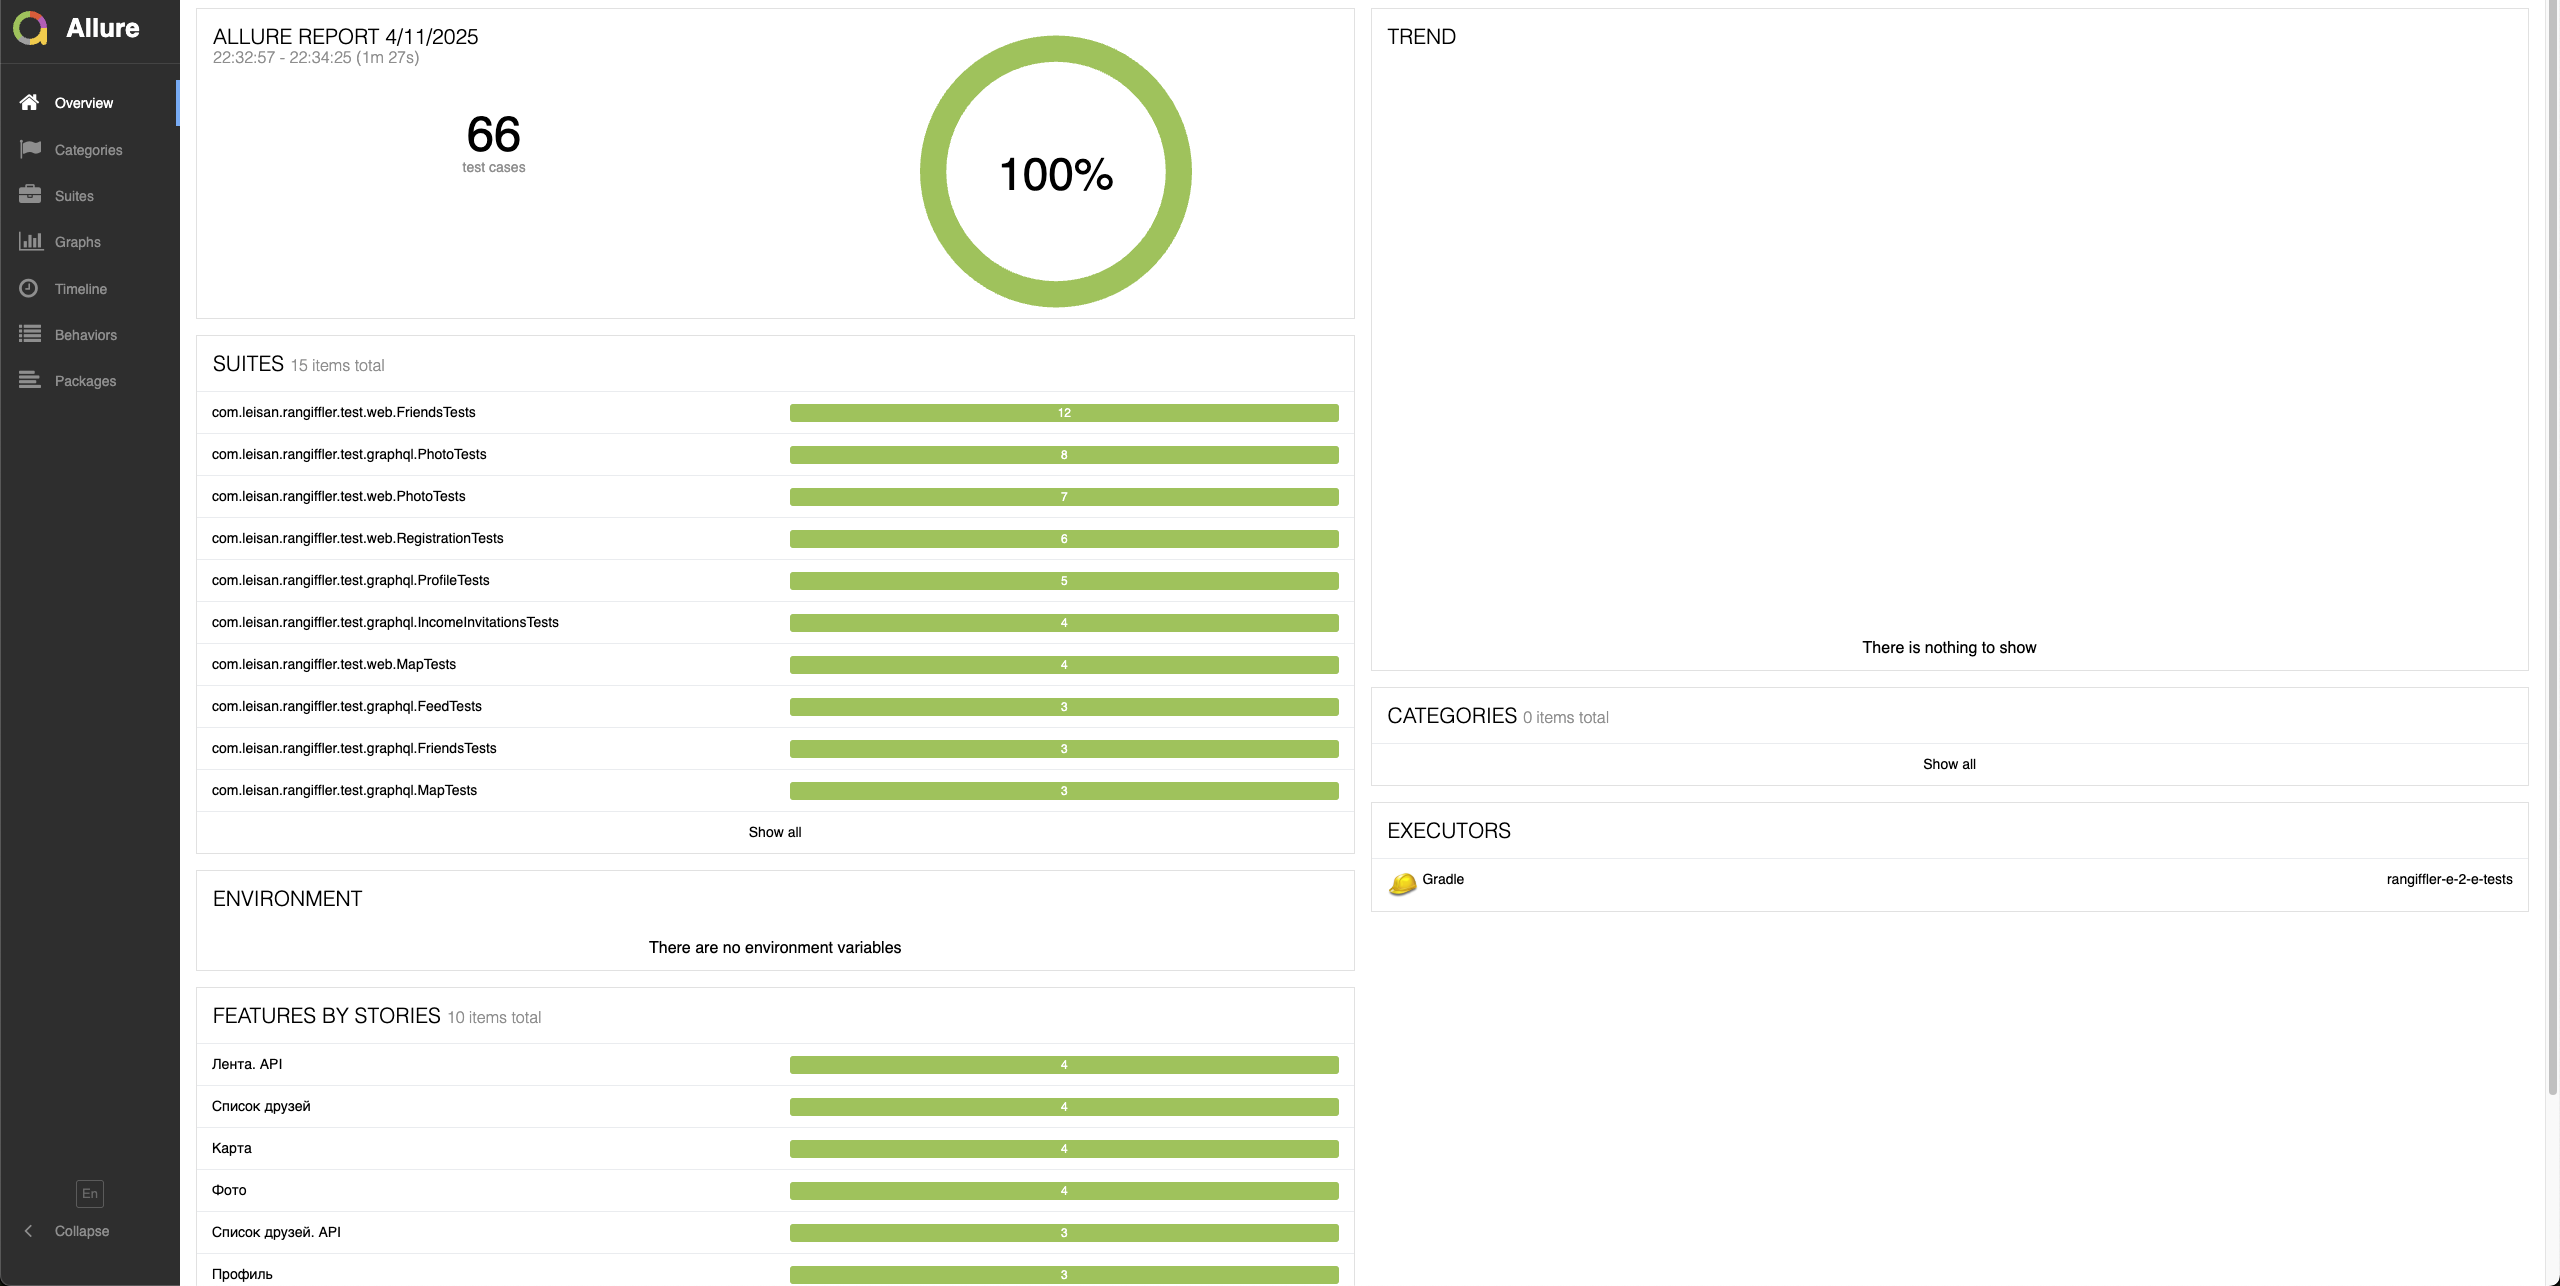 Allure
Overview
Categories
Suites
Graphs
Timeline
Behaviors
Packages
En
Collapse
ALLURE REPORT 4/11/2025
22:32:57 - 22:34:25 (1m 27s)
66
test cases
100%
SUITES 15 items total
com.leisan.rangiffler.test.web.FriendsTests 12
com.leisan.rangiffler.test.graphql.PhotoTests 8
com.leisan.rangiffler.test.web.PhotoTests 7
com.leisan.rangiffler.test.web.RegistrationTests 6
com.leisan.rangiffler.test.graphql.ProfileTests 5
com.leisan.rangiffler.test.graphql.IncomeInvitationsTests 4
com.leisan.rangiffler.test.web.MapTests 4
com.leisan.rangiffler.test.graphql.FeedTests 3
com.leisan.rangiffler.test.graphql.FriendsTests 3
com.leisan.rangiffler.test.graphql.MapTests 3
Show all
ENVIRONMENT
There are no environment variables
FEATURES BY STORIES 10 items total
Лента. API 4
Список друзей 4
Карта 4
Фото 4
Список друзей. API 3
Профиль 3
TREND
There is nothing to show
CATEGORIES 0 items total
Show all
EXECUTORS
Gradle rangiffler-e-2-e-tests